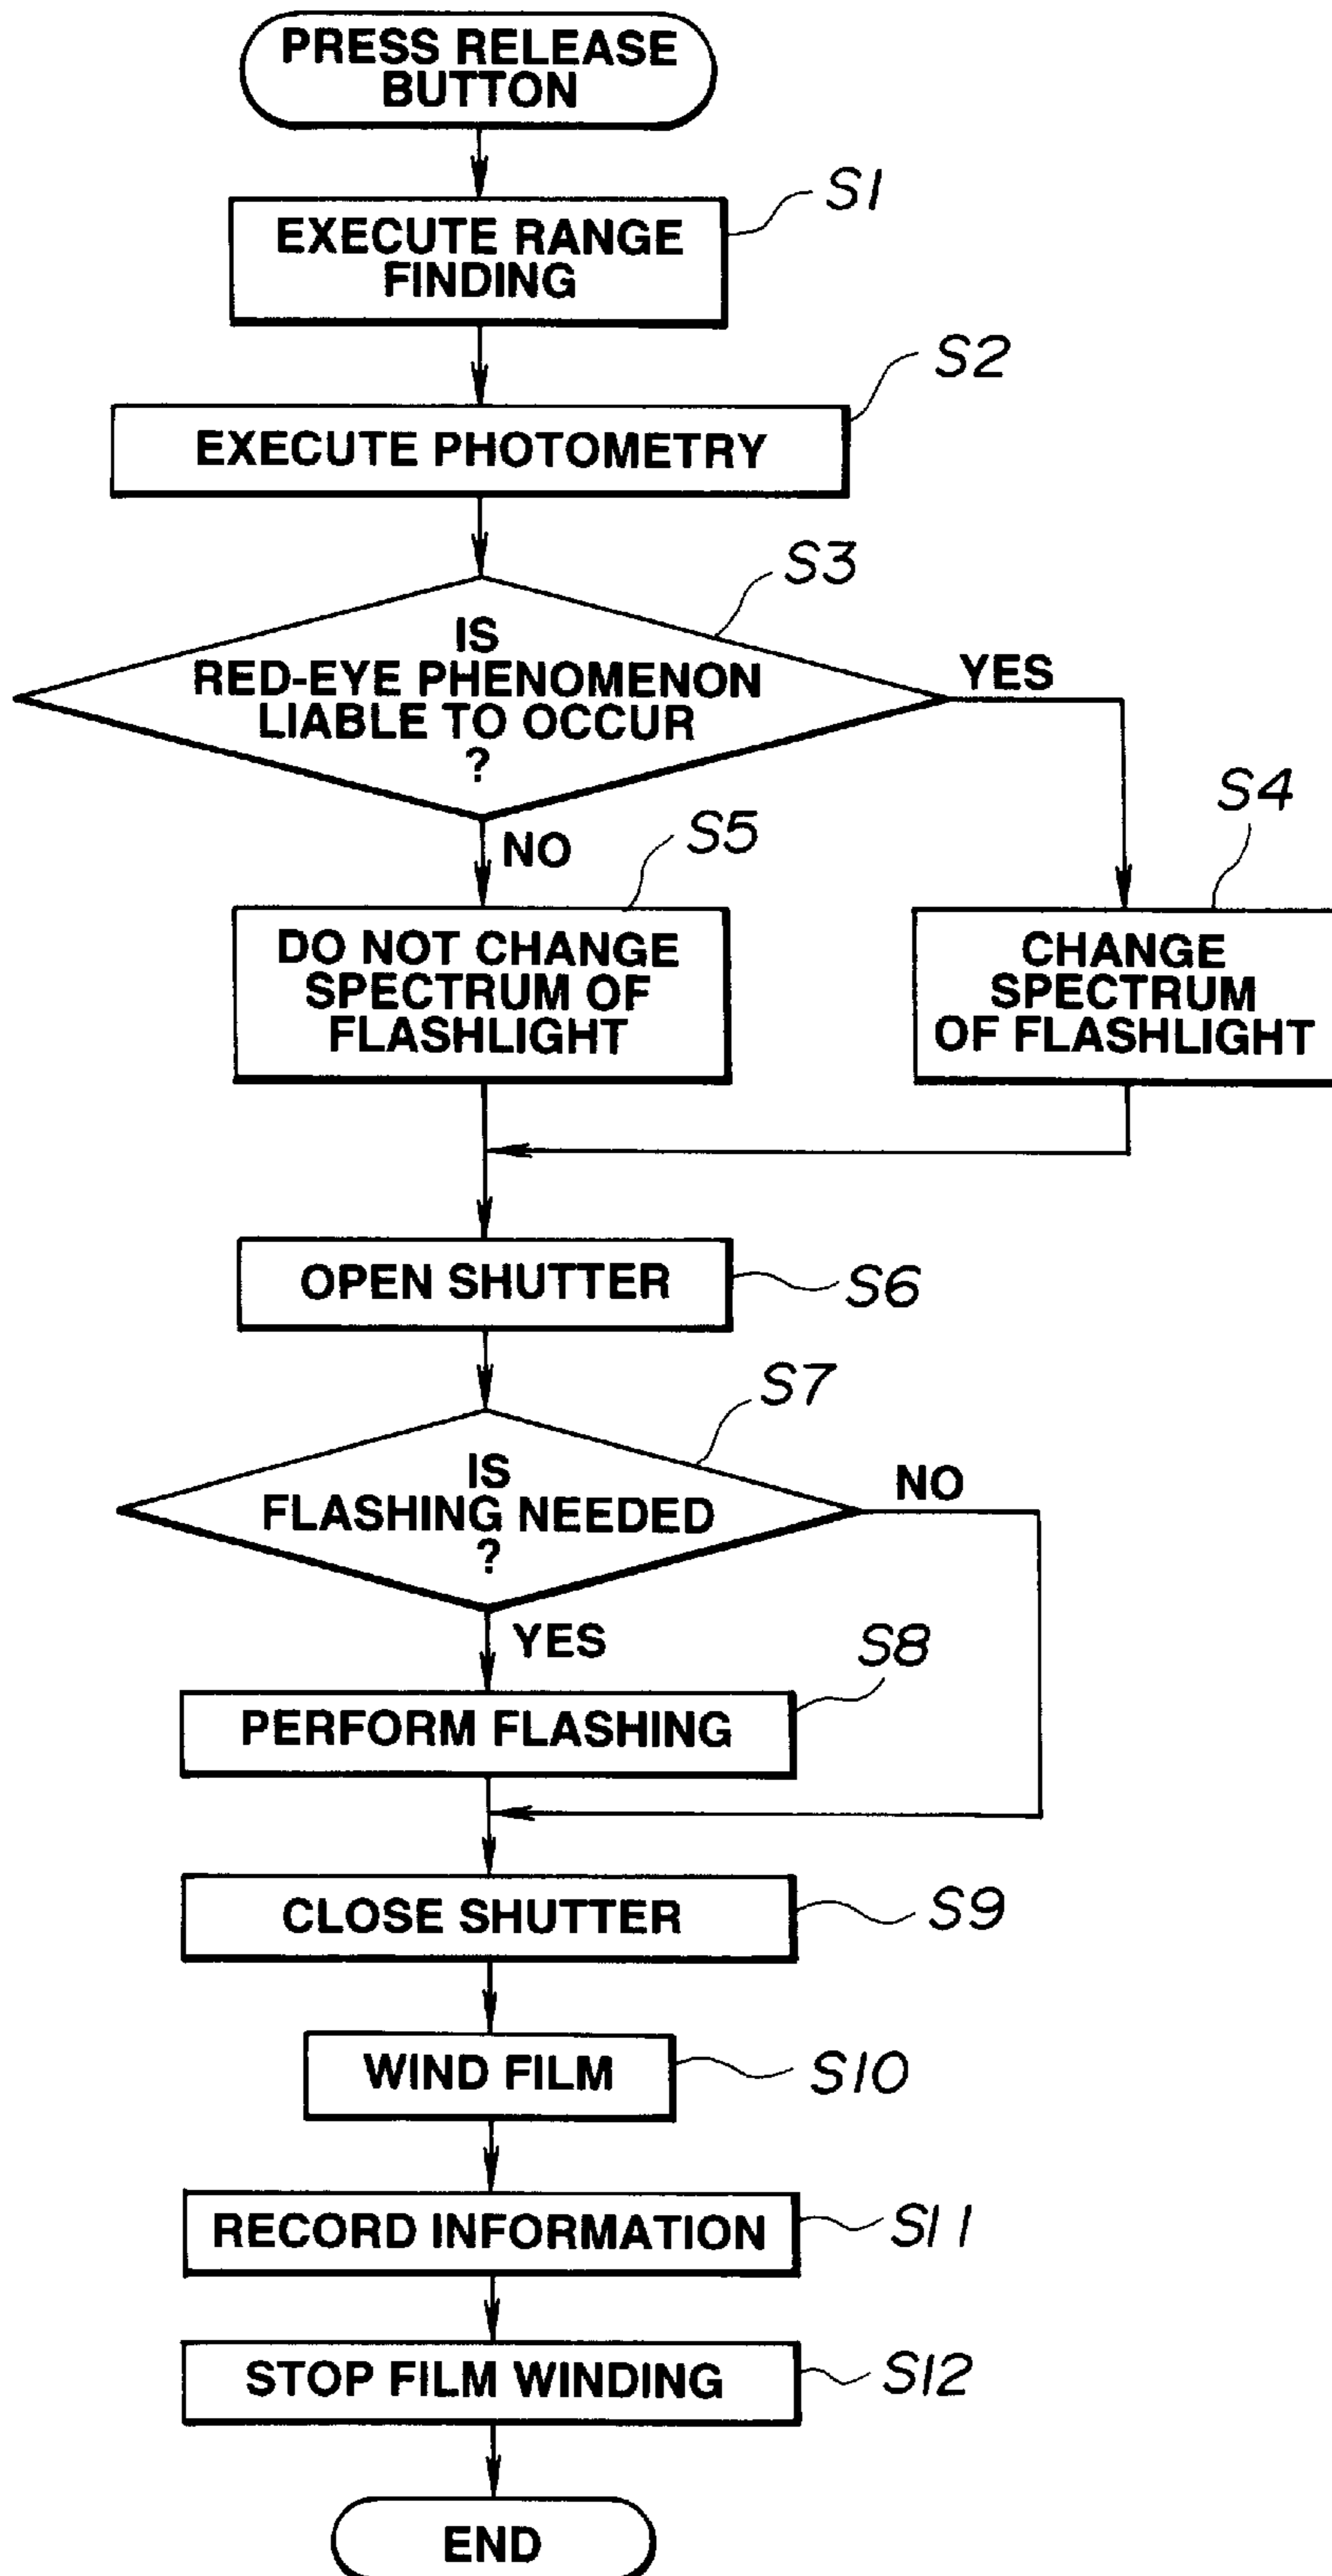 PRESS RELEASE
BUTTON
S1
EXECUTE RANGE
FINDING
S2
EXECUTE PHOTOMETRY
S3
IS
RED-EYE PHENOMENON
LIABLE TO OCCUR
?
YES
S4
NO
S5
DO NOT CHANGE
SPECTRUM OF
FLASHLIGHT
CHANGE
SPECTRUM
OF FLASHLIGHT
OPEN SHUTTER
S6
S7
IS
FLASHING NEEDED
?
NO
YES
S8
PERFORM FLASHING
CLOSE SHUTTER
S9
WIND FILM
S10
RECORD INFORMATION
S11
STOP FILM WINDING
S12
END